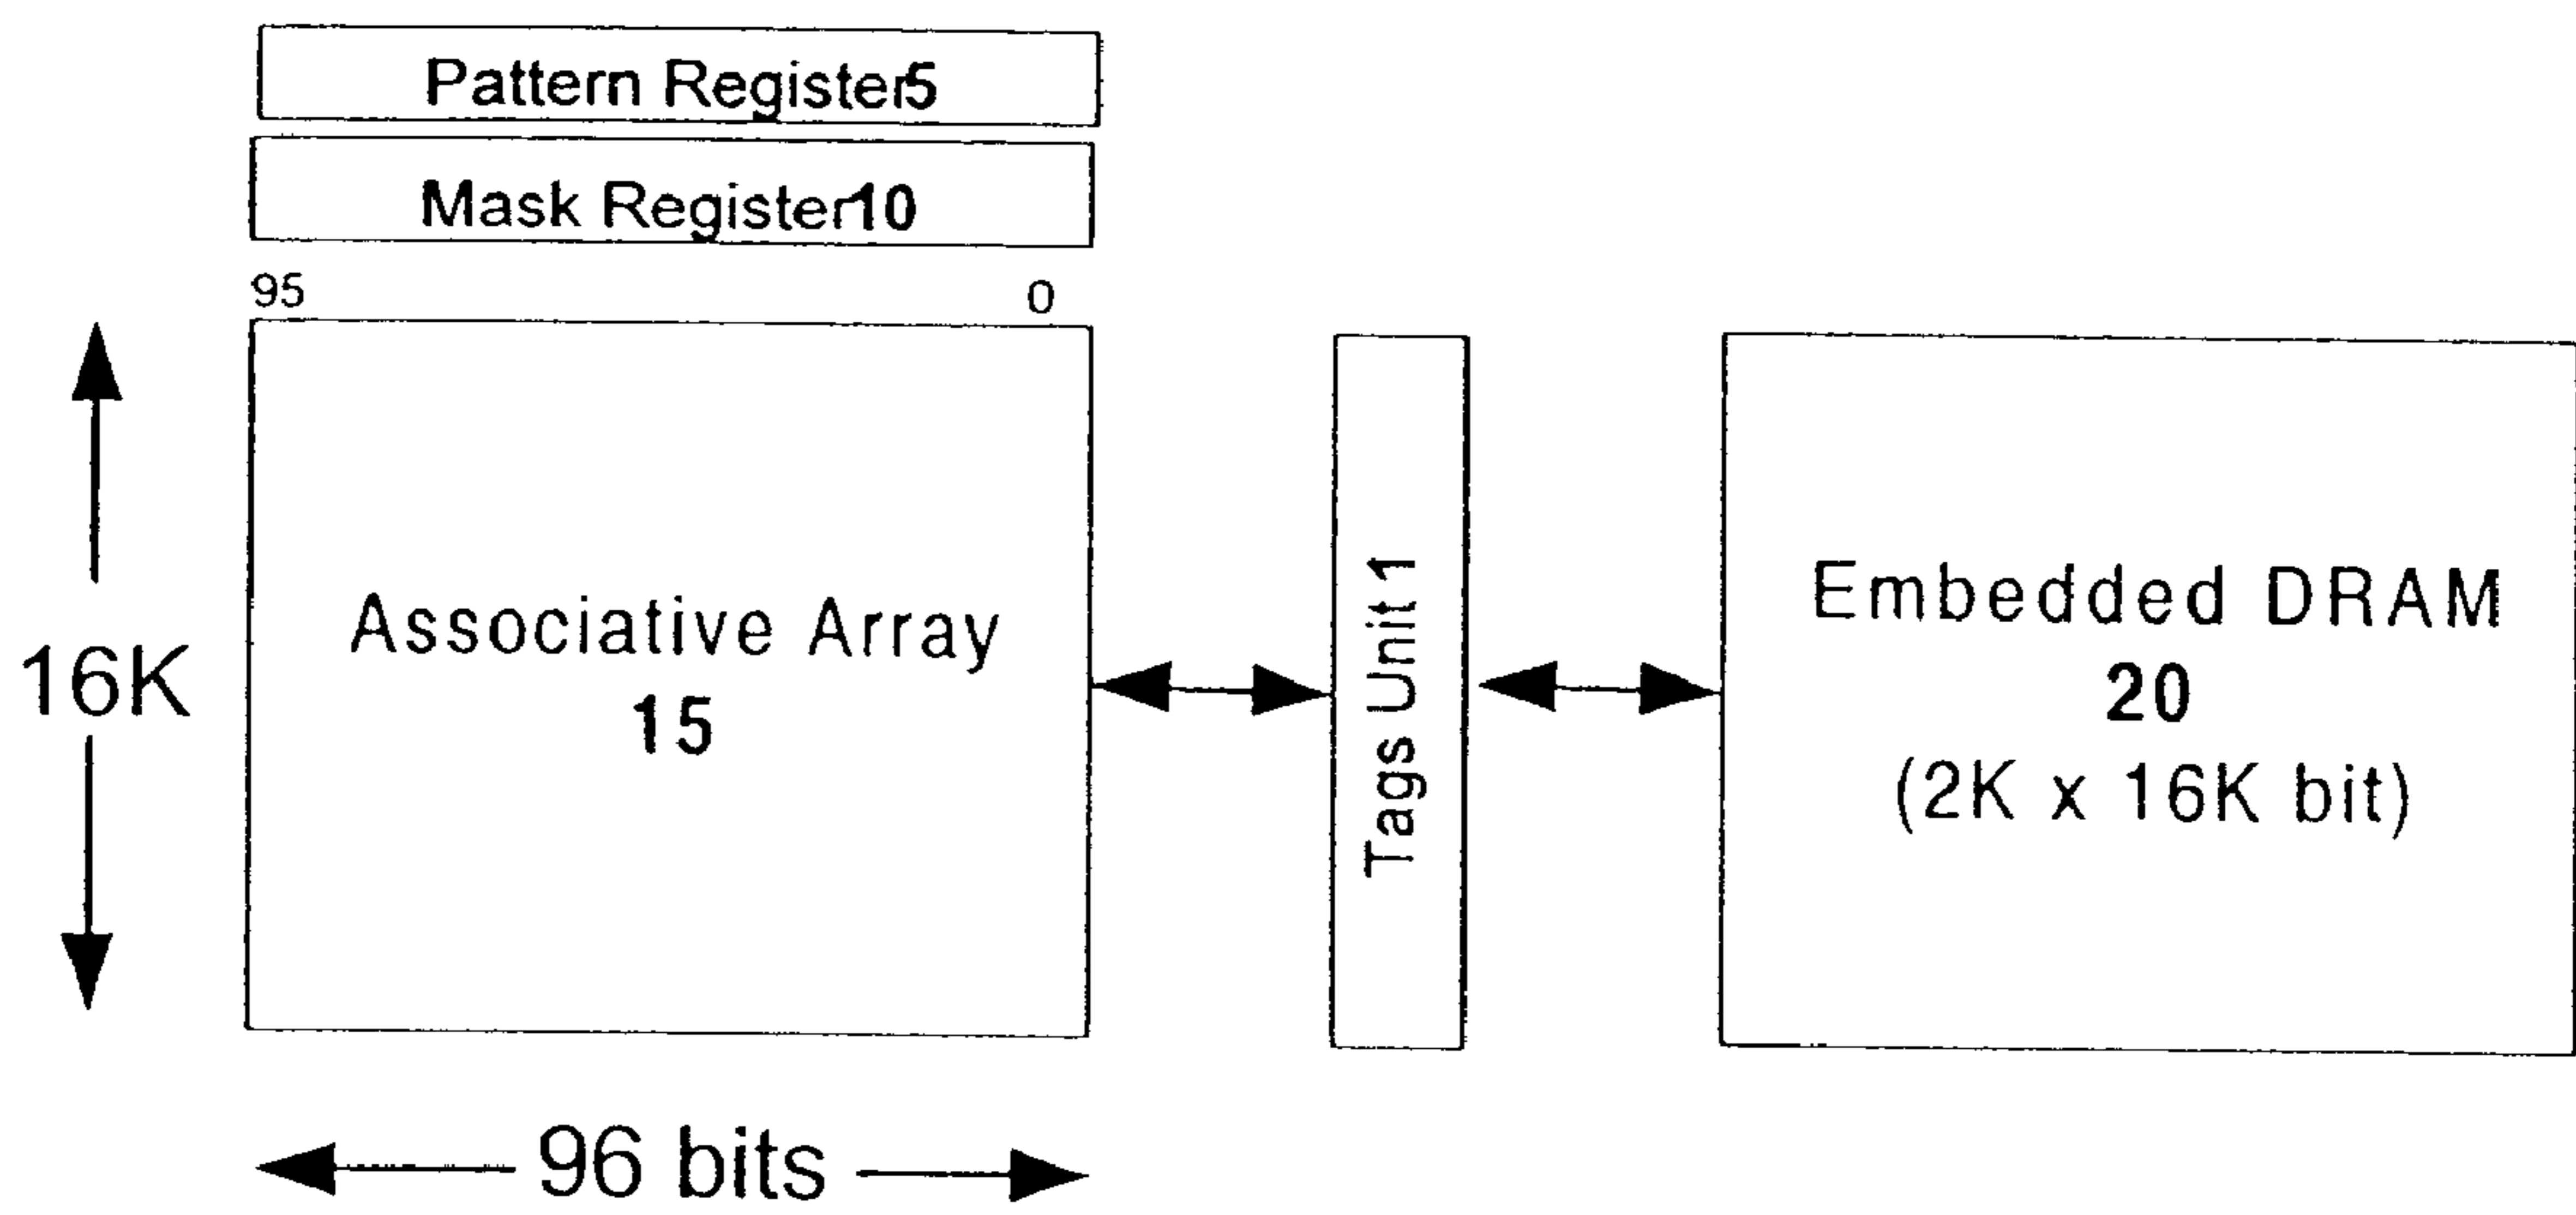 Pattern Register5
Mask Register10
95
0
16K
Associative Array
15
Tags Unit 1
Embedded DRAM
20
(2K x 16K bit)
96 bits